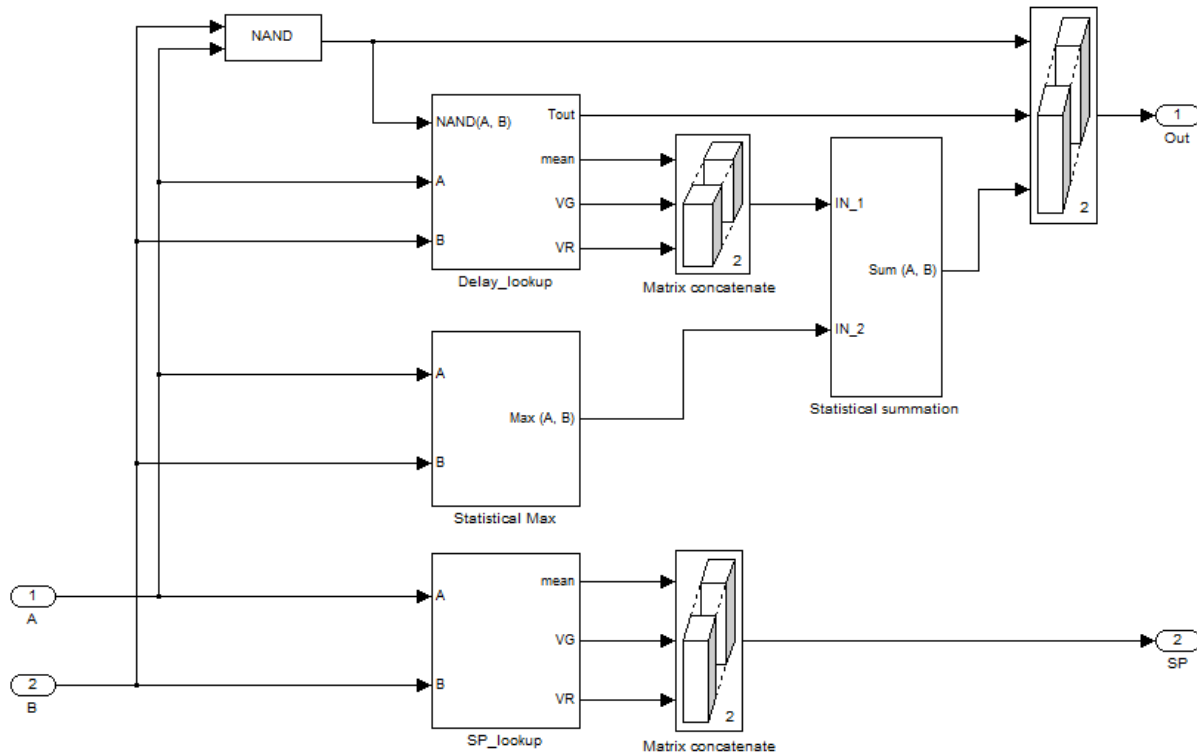 NAND
NAND(A, B)
A
B
Tout
mean
VG
VR
Delay_lookup
2
Matrix concatenate
IN_1
IN_2
Sum (A, B)
Statistical summation
2
1
Out
A
B
Max (A, B)
Statistical Max
1
A
2
B
A
B
mean
VG
VR
SP_lookup
2
Matrix concatenate
2
SP